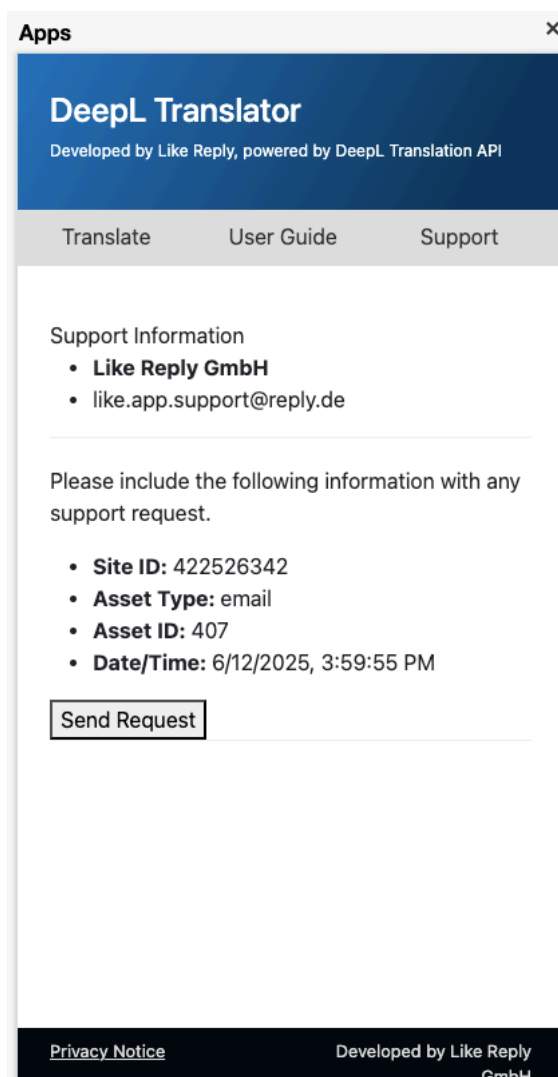 Apps ×
DeepL Translator
Developed by Like Reply, powered by DeepL Translation API
Translate User Guide Support
Support Information
• Like Reply GmbH
• like.app.support@reply.de
Please include the following information with any
support request.
• Site ID: 422526342
• Asset Type: email
• Asset ID: 407
• Date/Time: 6/12/2025, 3:59:55 PM
Send Request
Privacy Notice Developed by Like Reply
GmbH